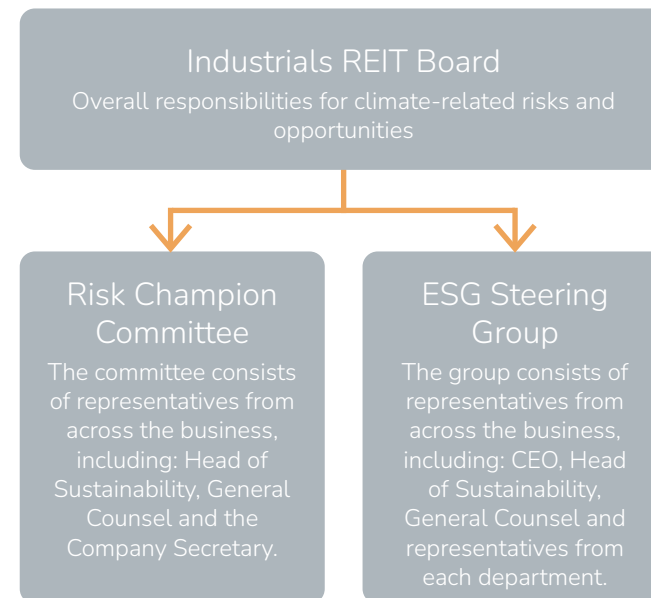 Industrials REIT Board
Overall responsibilities for climate-related risks and
opportunities
Risk Champion
Committee
The committee consists
of representatives from
across the business,
including: Head of
Sustainability, General
Counsel and the
Company Secretary.
ESG Steering
Group
The group consists of
representatives from
across the business,
including: CEO, Head
of Sustainability,
General Counsel and
representatives from
each department.